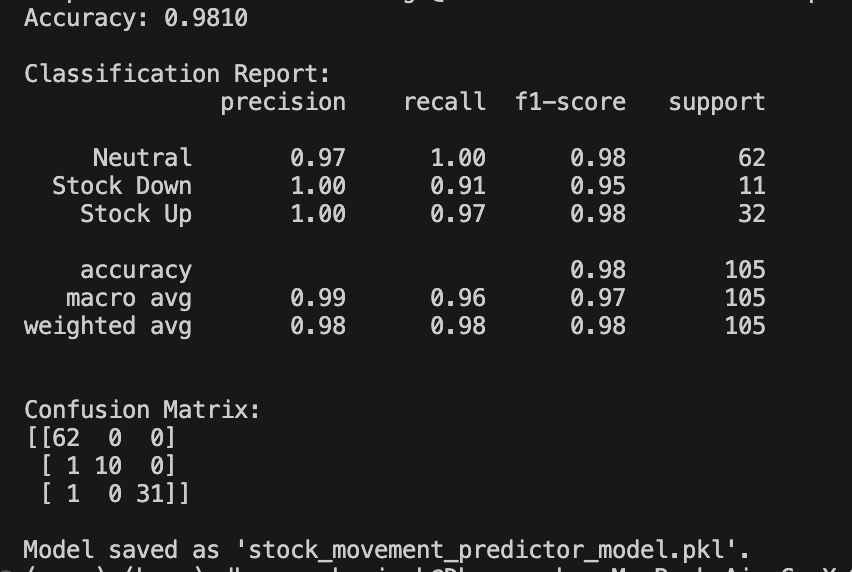 Accuracy: 0.9810
Classification Report:
precision recall f1-score support
Neutral 0.97 1.00 0.98 62
Stock Down 1.00 0.91 0.95 11
Stock Up 1.00 0.97 0.98 32
accuracy 0.98 105
macro avg 0.99 0.96 0.97 105
weighted avg 0.98 0.98 0.98 105
Confusion Matrix:
[[62 0 0]
[ 1 10 0]
[ 1 0 31]]
Model saved as 'stock_movement_predictor_model.pkl'.